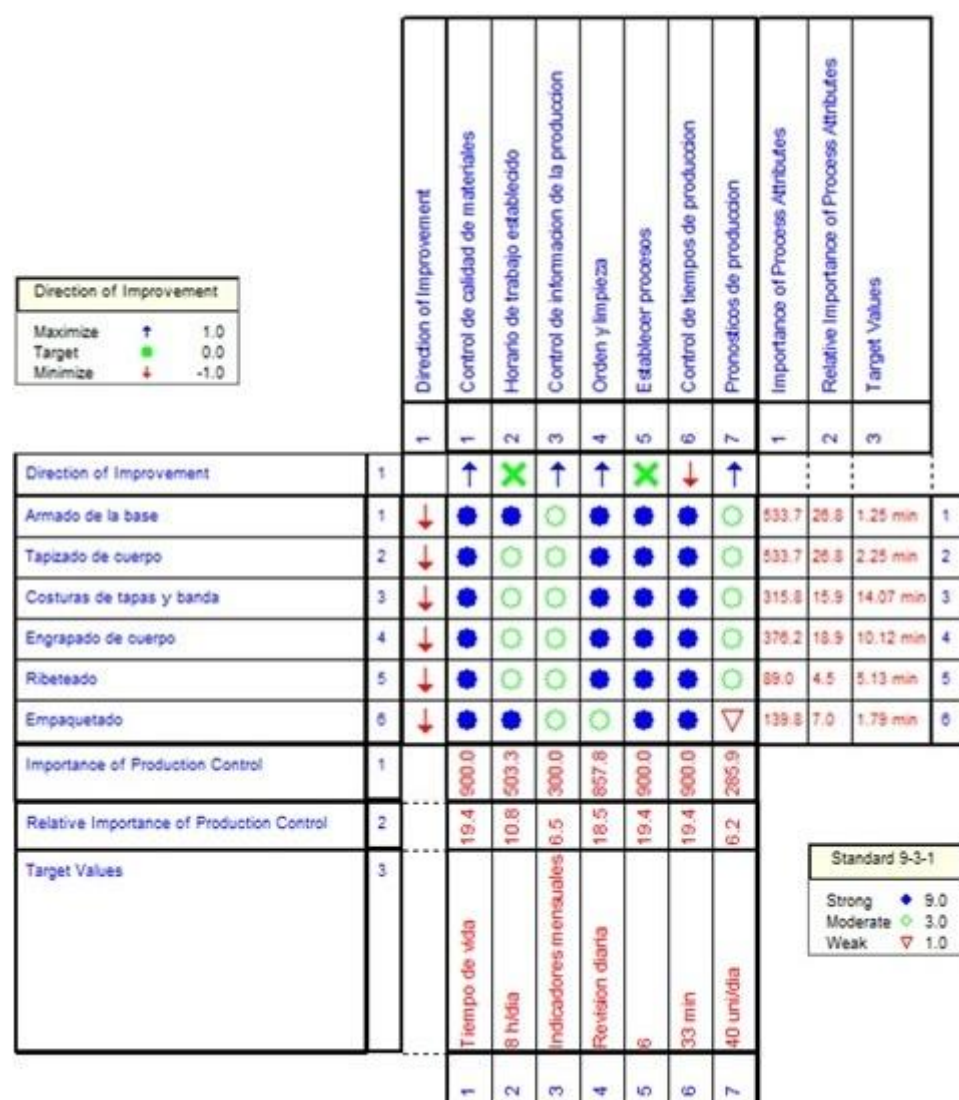 Direction of Improvement
Maximize ↑ 1.0
Target 0.0
Minimize ↓ -1.0
Direction of Improvement
Control de calidad de materiales
Horario de trabajo establecido
Control de informacion de la produccion
Orden y limpieza
Establecer procesos
Control de tiempos de produccion
Pronosticos de produccion
Importance of Process Attributes
Relative Importance of Process Attributes
Target Values
1 1 2 3 4 5 6 7 1 2 3
Direction of Improvement 1
Armado de la base 1 533.7 26.8 1.25 min 1
Tapizado de cuerpo 2 533.7 26.8 2.25 min 2
Costuras de tapas y banda 3 315.8 15.9 14.07 min 3
Engrapado de cuerpo 4 376.2 18.9 10.12 min 4
Ribeteado 5 89.0 4.5 5.13 min 5
Empaquetado 6 139.8 7.0 1.79 min 6
Importance of Production Control 1 900.0 503.3 300.0 857.8 900.0 900.0 285.9
Relative Importance of Production Control 2 19.4 10.8 6.5 18.5 19.4 19.4 6.2
Target Values 3
Tiempo de vida
8 h/dia
Indicadores mensuales
Revision diaria
6
33 min
40 uni/dia
1 2 3 4 5 6 7
Standard 9-3-1
Strong 9.0
Moderate 3.0
Weak 1.0